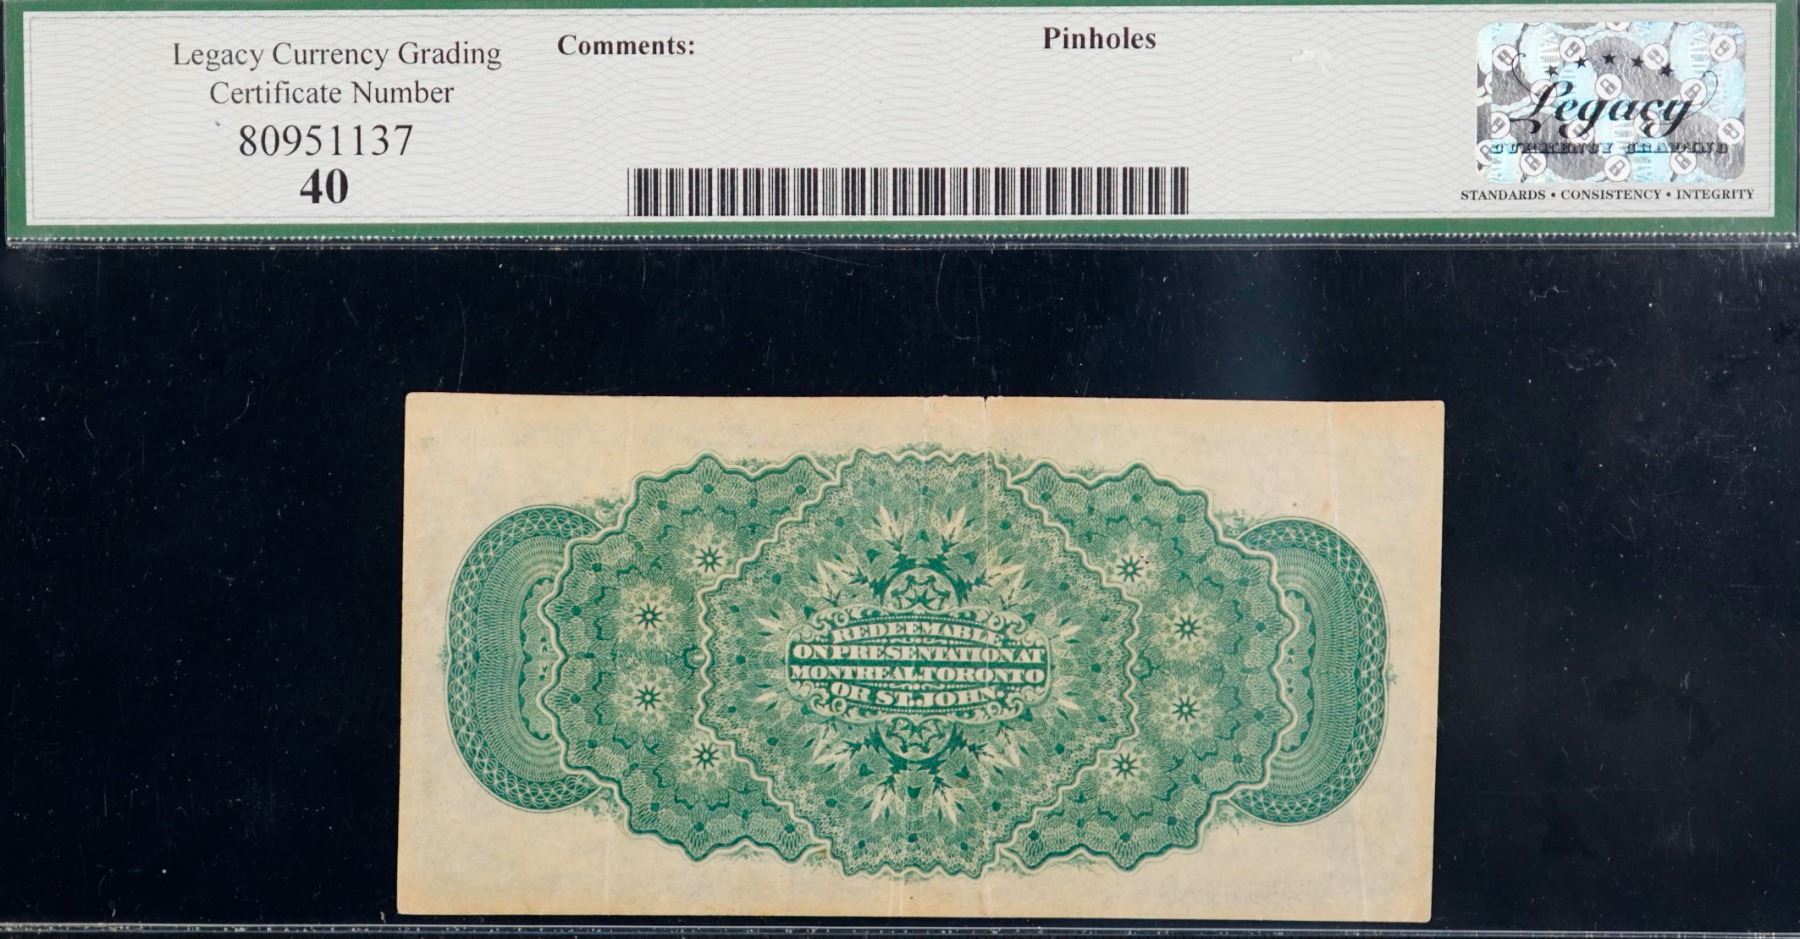 Legacy Currency Grading
Certificate Number
80951137
40
Comments:
Pinholes
Legacy
CURRENCY GRADING
STANDARDS • CONSISTENCY • INTEGRITY
REDEEMABLE
ON PRESENTATION AT
MONTREAL TORONTO
OR ST. JOHN.